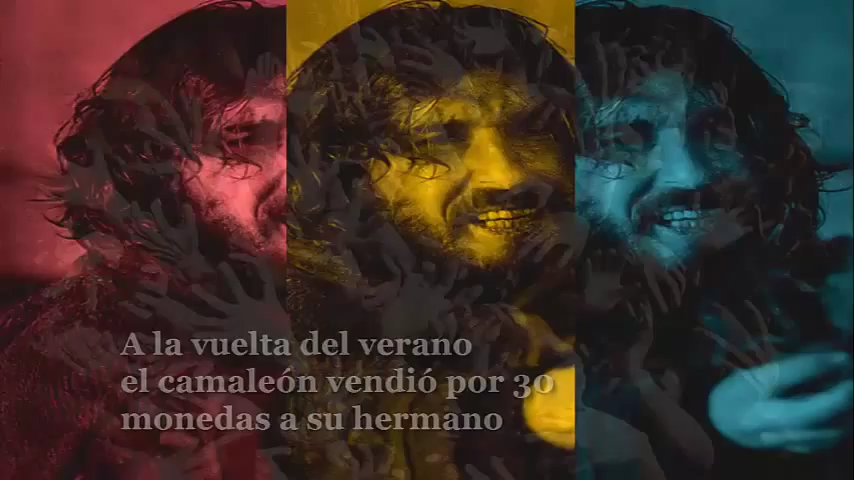 A la vuelta del verano
el camaleón vendió por 30
monedas a su hermano